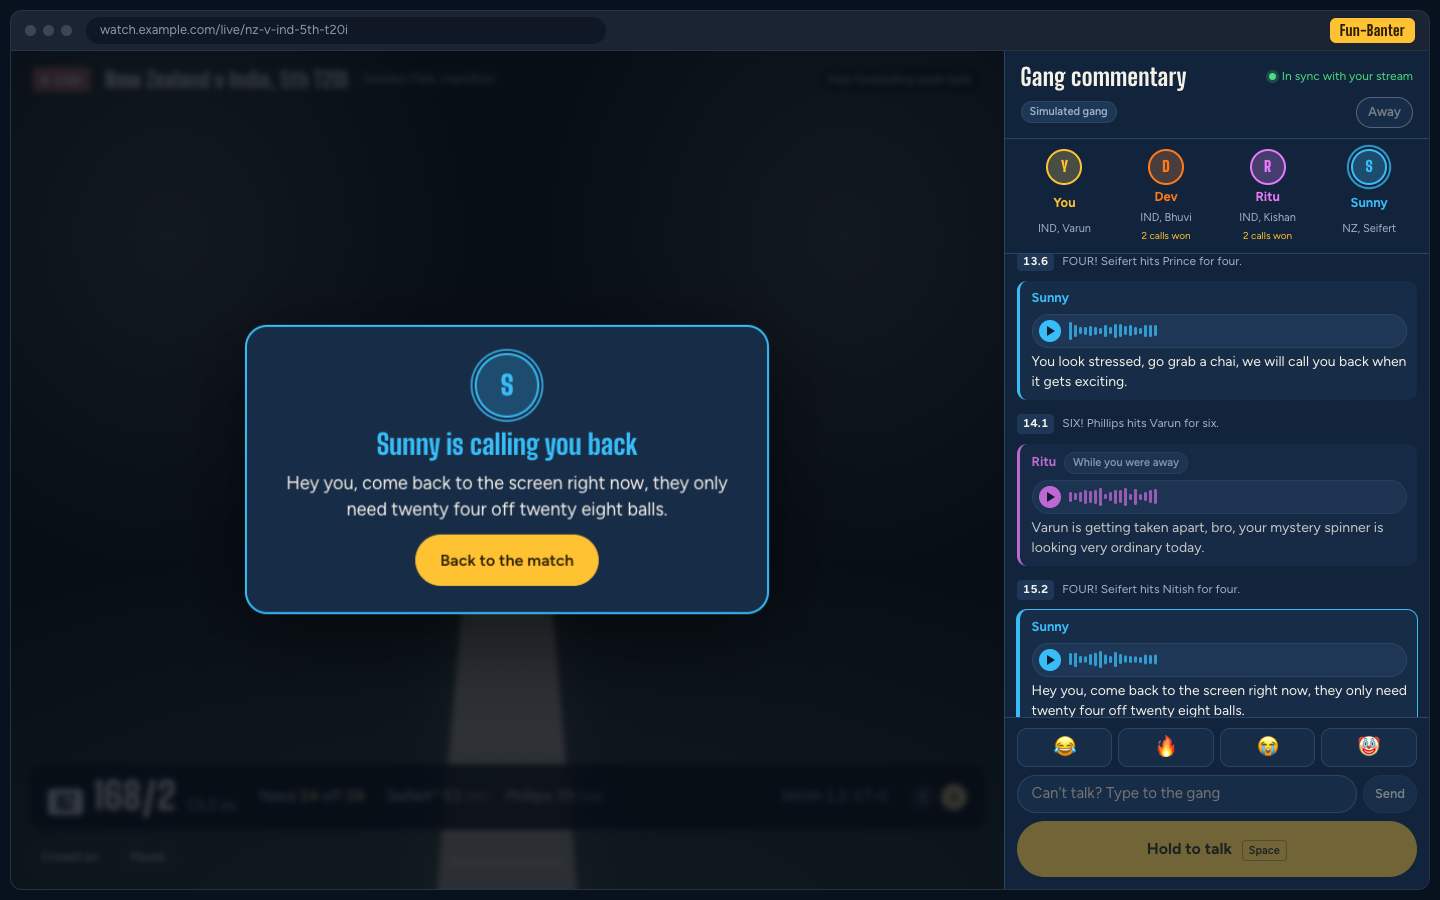 watch.example.com/live/nz-v-ind-5th-t20i
Fun-Banter
New Zealand v India, 5th T20I
168/2
Sunny is calling you back
S
Hey you, come back to the screen right now, they only
need twenty four off twenty eight balls.
Back to the match
Gang commentary
In sync with your stream
Simulated gang
Away
Y
D
R
S
You
Dev
Ritu
Sunny
IND, Varun
IND, Bhuvi
IND, Kishan
NZ, Seifert
2 calls won
2 calls won
13.6 FOUR! Seifert hits Prince for four.
Sunny
You look stressed, go grab a chai, we will call you back when
it gets exciting.
14.1 SIX! Phillips hits Varun for six.
Ritu While you were away
Varun is getting taken apart, bro, your mystery spinner is
looking very ordinary today.
15.2 FOUR! Seifert hits Nitish for four.
Sunny
Hey you, come back to the screen right now, they only need
twenty four off twenty eight balls.
Can't talk? Type to the gang
Send
Hold to talk Space